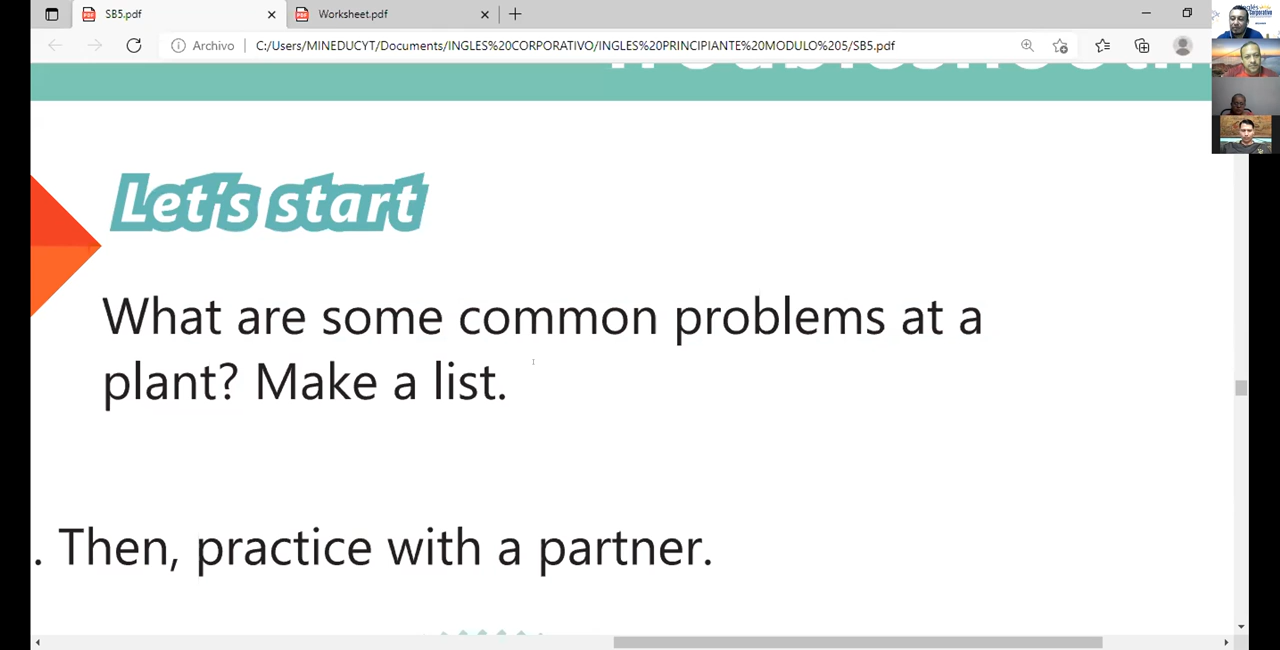 SB5.pdf
Worksheet.pdf
Archivo
C:/Users/MINEDUCYT/Documents/INGLES%20CORPORATIVO/INGLES%20PRINCIPIANTE%20MODULO%205/SB5.pdf
Let's start
What are some common problems at a
plant? Make a list.
. Then, practice with a partner.